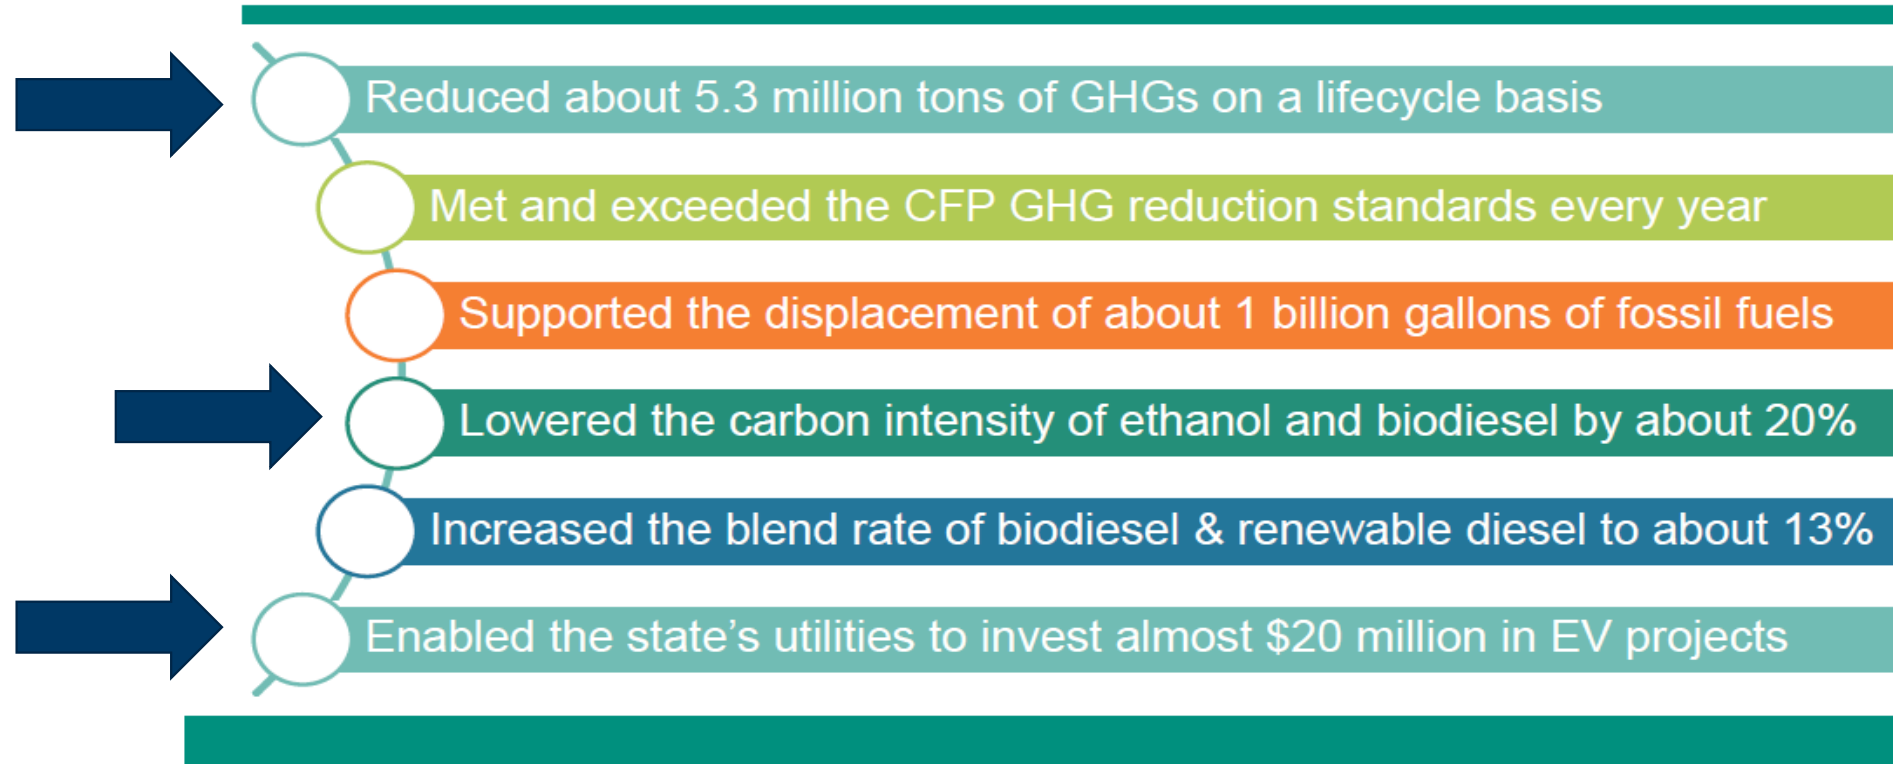 Reduced about 5.3 million tons of GHGs on a lifecycle basis
Met and exceeded the CFP GHG reduction standards every year
Supported the displacement of about 1 billion gallons of fossil fuels
Lowered the carbon intensity of ethanol and biodiesel by about 20%
Increased the blend rate of biodiesel & renewable diesel to about 13%
Enabled the state’s utilities to invest almost $20 million in EV projects